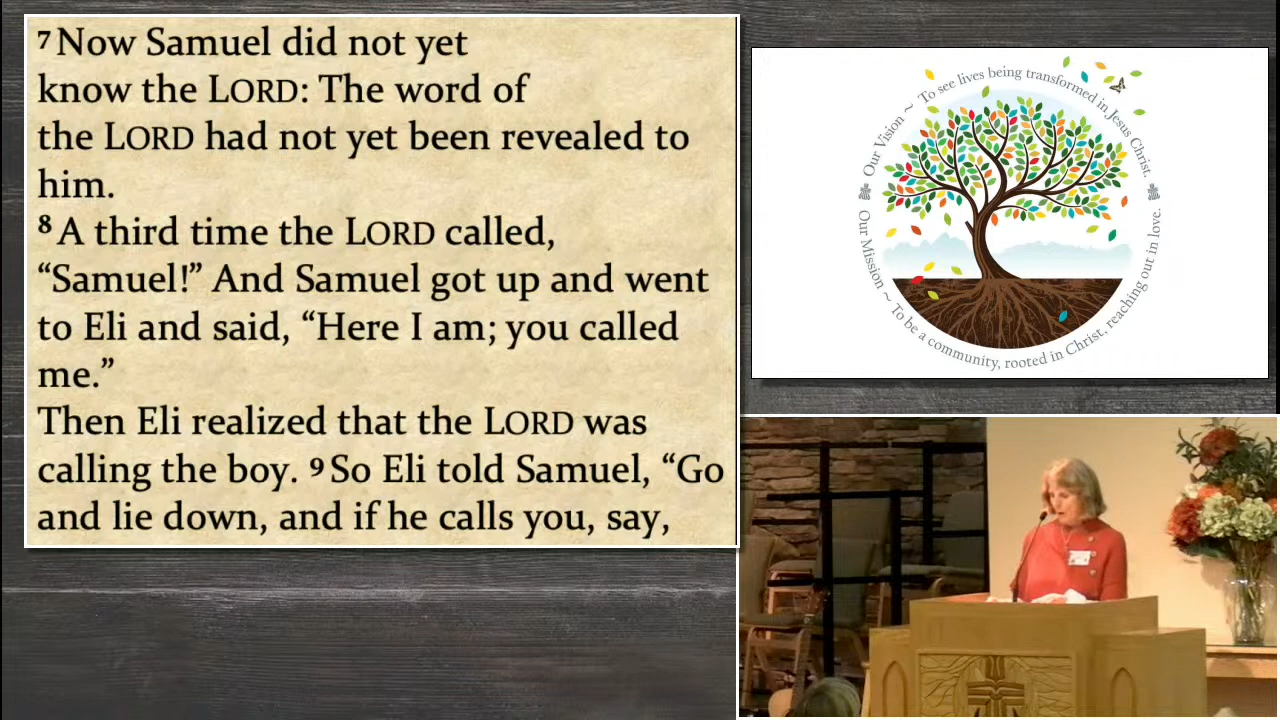 7 Now Samuel did not yet
know the LORD: The word of
the LORD had not yet been revealed to
him.
8 A third time the LORD called,
“Samuel!” And Samuel got up and went
to Eli and said, “Here I am; you called
me.”
Then Eli realized that the LORD was
calling the boy. 9 So Eli told Samuel, “Go
and lie down, and if he calls you, say,
Our Vision ~ To see lives being transformed in Jesus Christ.
Our Mission ~ To be a community, rooted in Christ, reaching out in love.